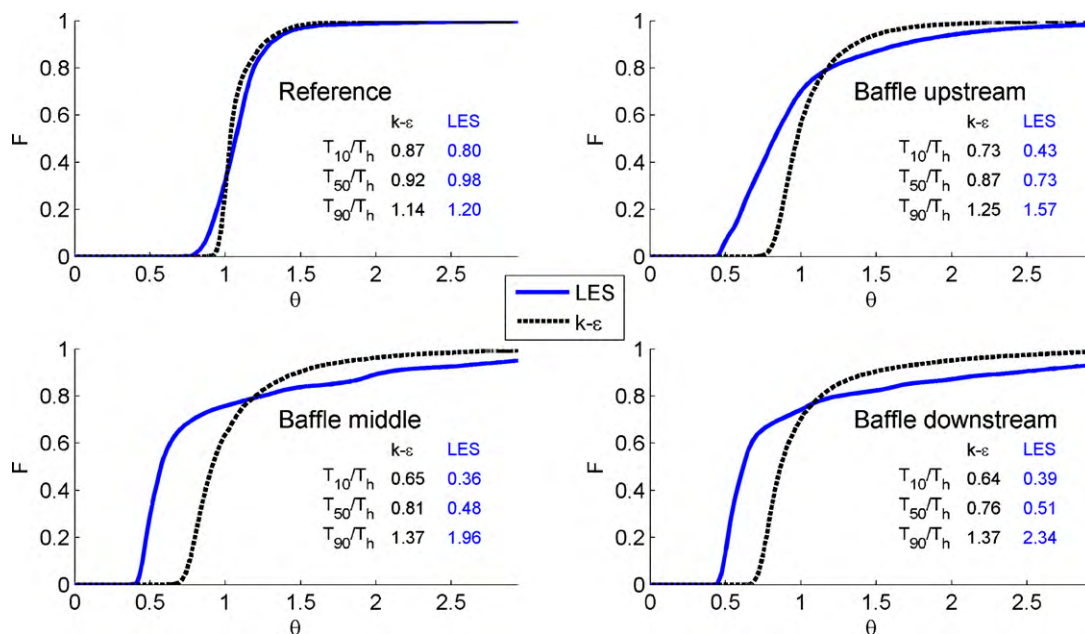 1
0.8
0.6
0.4
0.2
0
F
Reference
k-ε LES
T10/Th 0.87 0.80
T50/Th 0.92 0.98
T90/Th 1.14 1.20
0 0.5 1 1.5 2 2.5
θ
1
0.8
0.6
0.4
0.2
0
F
Baffle upstream
k-ε LES
T10/Th 0.73 0.43
T50/Th 0.87 0.73
T90/Th 1.25 1.57
0 0.5 1 1.5 2 2.5
θ
LES
k-ε
1
0.8
0.6
0.4
0.2
0
F
Baffle middle
k-ε LES
T10/Th 0.65 0.36
T50/Th 0.81 0.48
T90/Th 1.37 1.96
0 0.5 1 1.5 2 2.5
θ
1
0.8
0.6
0.4
0.2
0
F
Baffle downstream
k-ε LES
T10/Th 0.64 0.39
T50/Th 0.76 0.51
T90/Th 1.37 2.34
0 0.5 1 1.5 2 2.5
θ